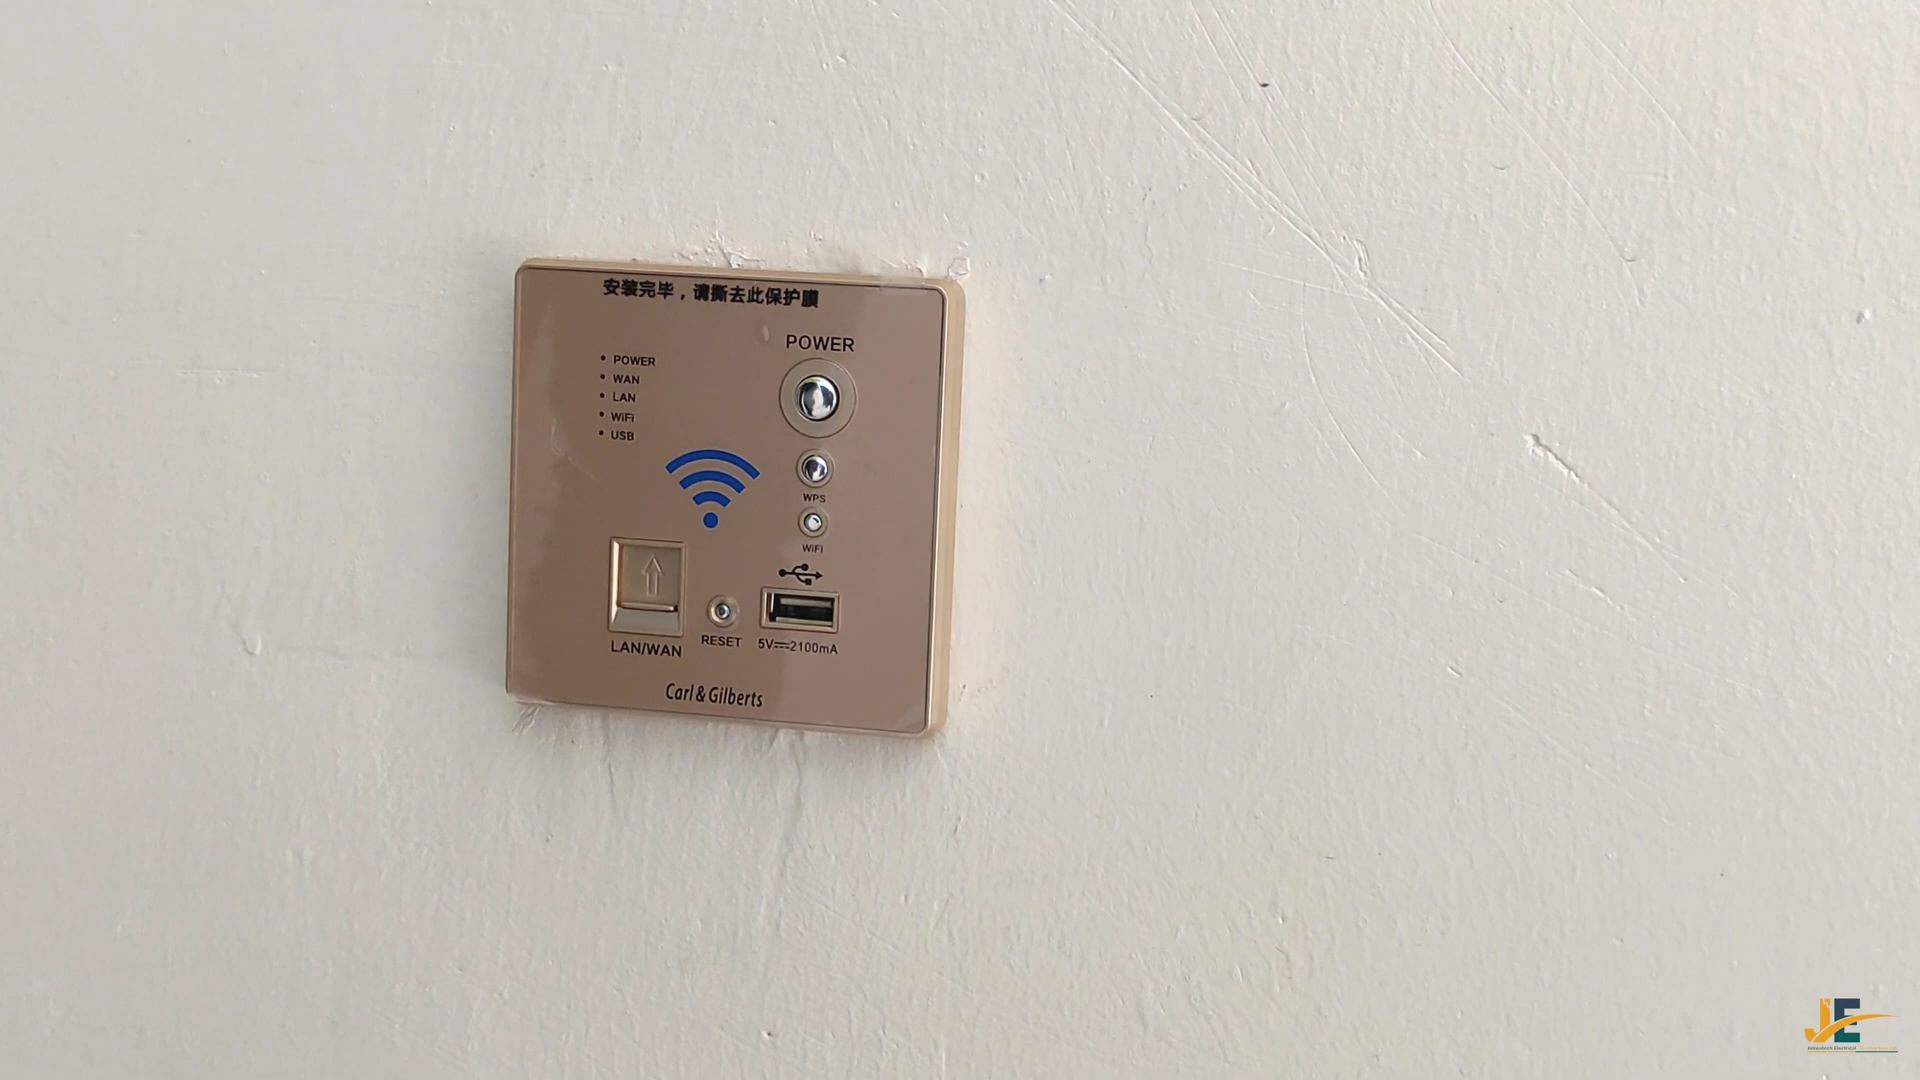 安装完毕，请撕去此保护膜
POWER
POWER
WAN
LAN
WiFi
USB
WPS
WiFi
LAN/WAN
RESET
5V⎓2100mA
Carl & Gilberts
JE